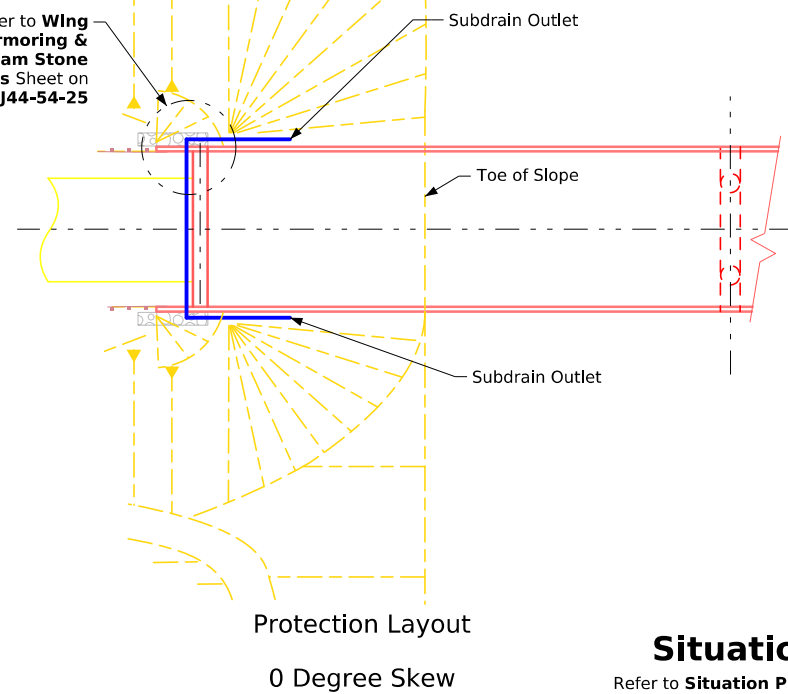 er to Wing
rmoring &
am Stone
s Sheet on
J44-54-25
Subdrain Outlet
Toe of Slope
Subdrain Outlet
Protection Layout
0 Degree Skew
Situatio
Refer to Situation P